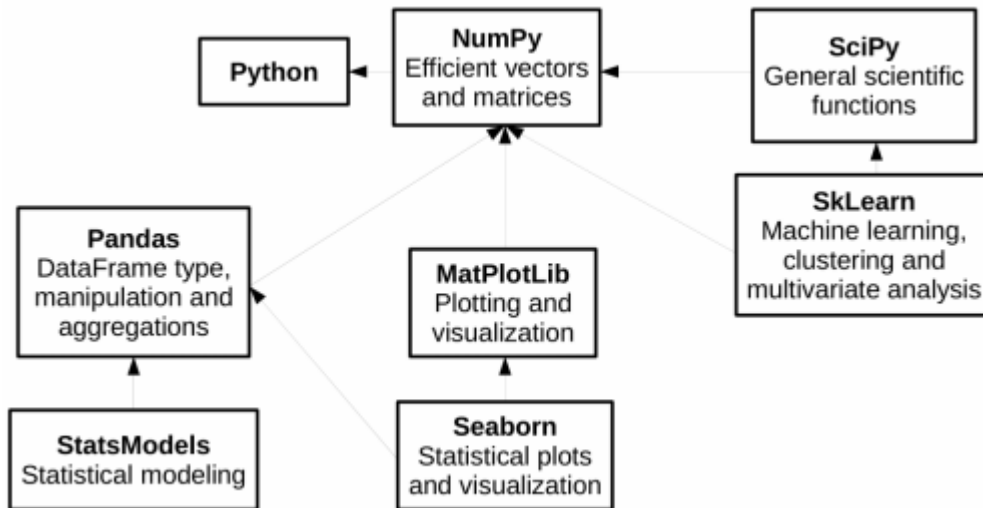 Python
NumPy
Efficient vectors
and matrices
SciPy
General scientific
functions
Pandas
DataFrame type,
manipulation and
aggregations
MatPlotLib
Plotting and
visualization
SkLearn
Machine learning,
clustering and
multivariate analysis
StatsModels
Statistical modeling
Seaborn
Statistical plots
and visualization